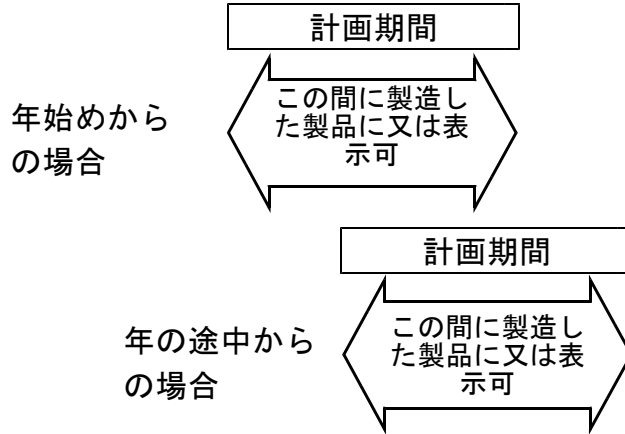 計画期間
年始めから
の場合
この間に製造し
た製品に又は表
示可
計画期間
年の途中から
の場合
この間に製造し
た製品に又は表
示可